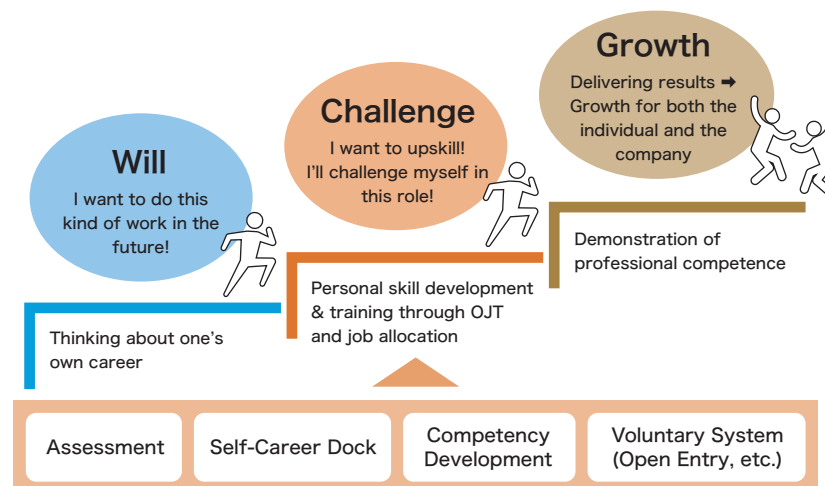 Will
I want to do this
kind of work in the
future!
Thinking about one's
own career
Challenge
I want to upskill!
I'll challenge myself in
this role!
Personal skill development
& training through OJT
and job allocation
Growth
Delivering results ➡
Growth for both the
individual and the
company
Demonstration of
professional competence
Assessment
Self-Career Dock
Competency
Development
Voluntary System
(Open Entry, etc.)